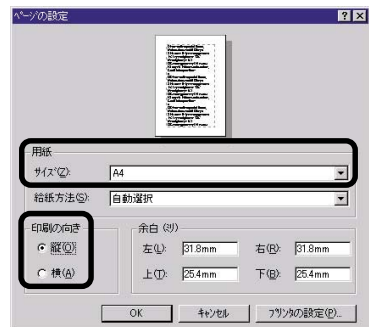 ページの設定
用紙
サイズ(Z): A4
給紙方法(S): 自動選択
印刷の向き
余白 (ミリ)
縦(O) 左(L): 31.8mm 右(R): 31.8mm
横(A) 上(T): 25.4mm 下(B): 25.4mm
OK キャンセル プリンタの設定(P)...